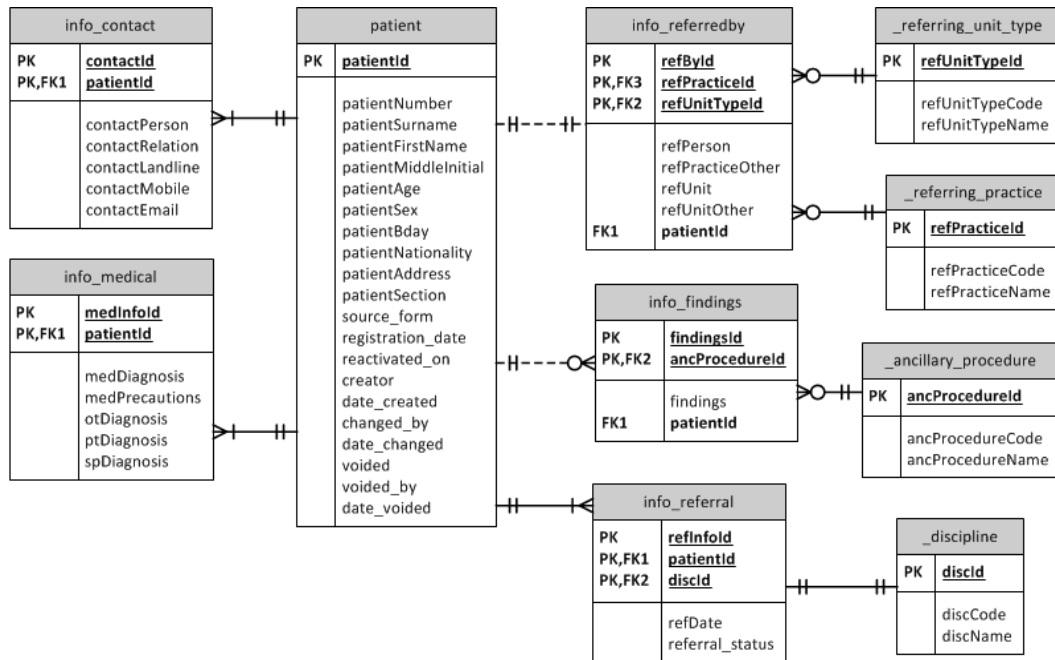 info_contact
PK contactId
PK,FK1 patientId
contactPerson
contactRelation
contactLandline
contactMobile
contactEmail
info_medical
PK medInfoId
PK,FK1 patientId
medDiagnosis
medPrecautions
otDiagnosis
ptDiagnosis
spDiagnosis
patient
PK patientId
patientNumber
patientSurname
patientFirstName
patientMiddleInitial
patientAge
patientSex
patientBday
patientNationality
patientAddress
patientSection
source_form
registration_date
reactivated_on
creator
date_created
changed_by
date_changed
voided
voided_by
date_voided
info_referredby
PK refById
PK,FK3 refPracticeId
PK,FK2 refUnitTypeId
refPerson
refPracticeOther
refUnit
refUnitOther
FK1 patientId
info_findings
PK findingsId
PK,FK2 ancProcedureId
findings
FK1 patientId
info_referral
PK refInfoId
PK,FK1 patientId
PK,FK2 discId
refDate
referral_status
_referring_unit_type
PK refUnitTypeId
refUnitTypeCode
refUnitTypeName
_referring_practice
PK refPracticeId
refPracticeCode
refPracticeName
_ancillary_procedure
PK ancProcedureId
ancProcedureCode
ancProcedureName
_discipline
PK discId
discCode
discName